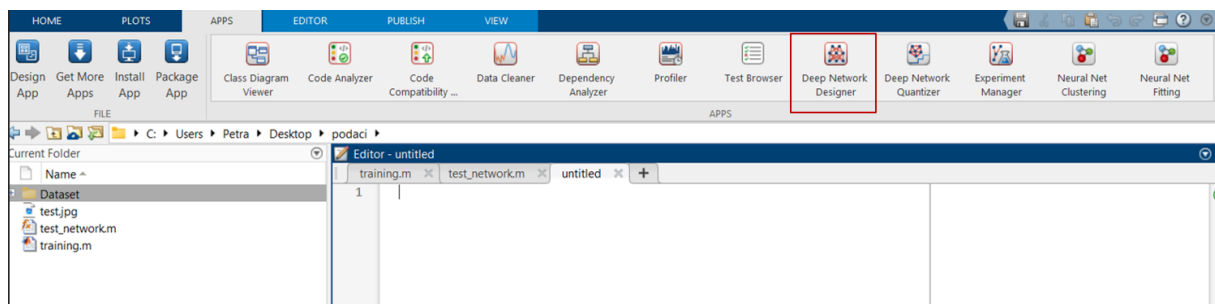 HOME PLOTS APPS EDITOR PUBLISH VIEW
Design App
Get More Apps
Install App
Package App
Class Diagram Viewer
Code Analyzer
Code Compatibility ...
Data Cleaner
Dependency Analyzer
Profiler
Test Browser
Deep Network Designer
Deep Network Quantizer
Experiment Manager
Neural Net Clustering
Neural Net Fitting
FILE APPS
C: Users Petra Desktop podaci
Current Folder
Name
Dataset
test.jpg
test_network.m
training.m
Editor - untitled
training.m test_network.m untitled +
1